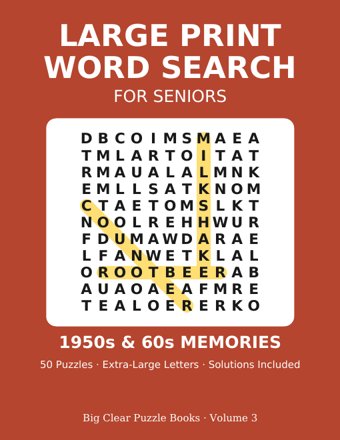 LARGE PRINT
WORD SEARCH
FOR SENIORS
D B C O I M S M A E A
T M L A R T O I T A T
R M A U A L A L M N K
E M L L S A T K N O M
C T A E T O M S L K T
N O O L R E H H W U R
F D U M A W D A R A E
L F A N W E T K L A L
O R O O T B E E R A B
A U A O A E A F M R E
T E A L O E R E R K O
1950s & 60s MEMORIES
50 Puzzles · Extra-Large Letters · Solutions Included
Big Clear Puzzle Books · Volume 3